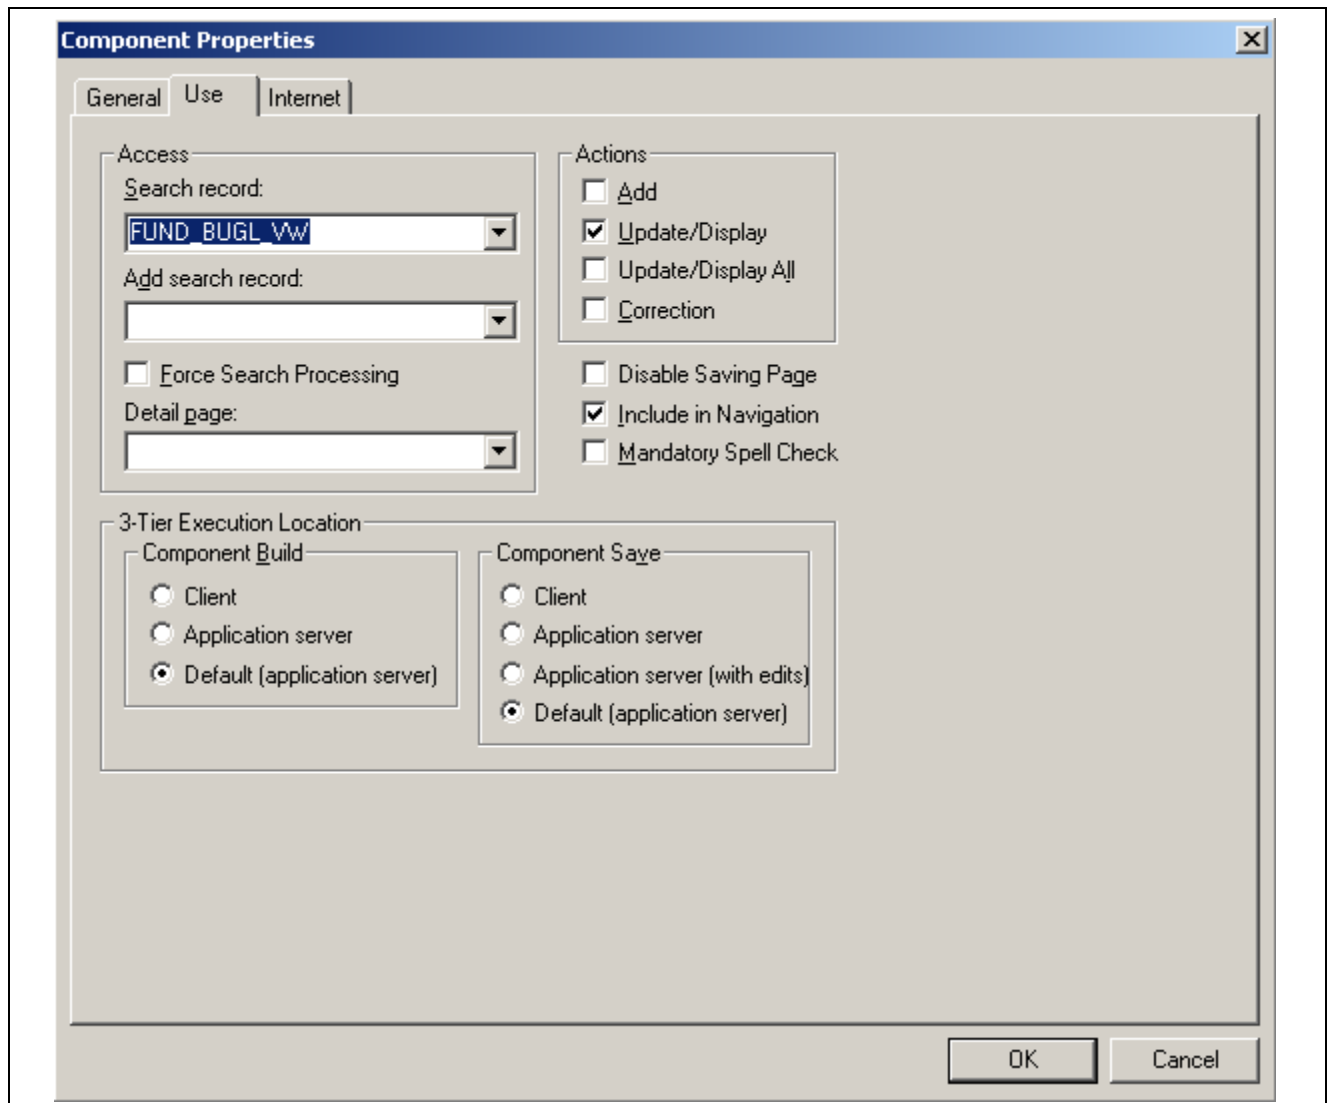 Component Properties
General Use Internet
Access
Search record:
FUND_BUGL_VW
Add search record:
Force Search Processing
Detail page:
Actions
Add
Update/Display
Update/Display All
Correction
Disable Saving Page
Include in Navigation
Mandatory Spell Check
3-Tier Execution Location
Component Build
Client
Application server
Default (application server)
Component Save
Client
Application server
Application server (with edits)
Default (application server)
OK Cancel